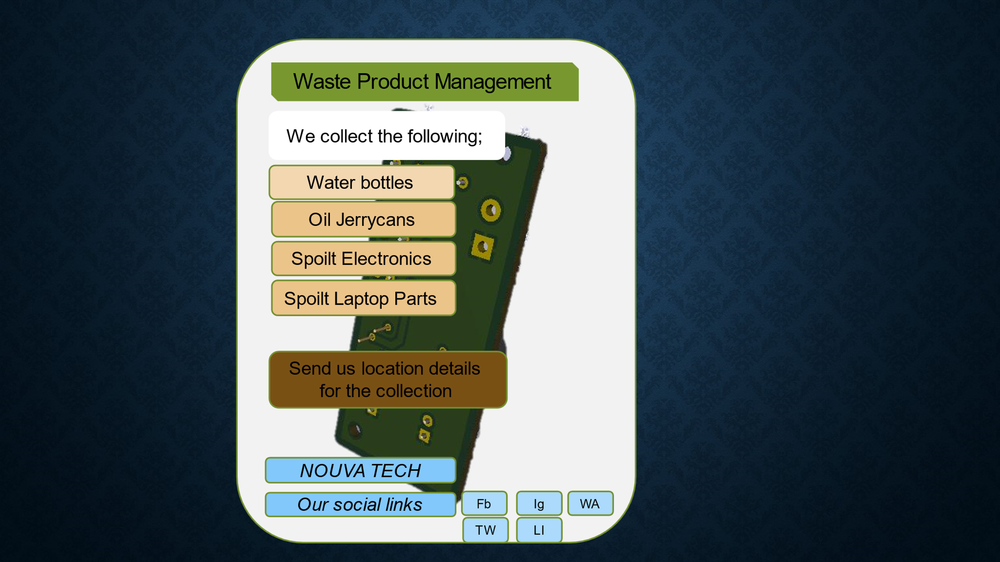 Waste Product Management
We collect the following;
Water bottles
Oil Jerrycans
Spoilt Electronics
Spoilt Laptop Parts
Send us location details
for the collection
NOUVA TECH
Our social links
Fb
Ig
WA
TW
LI